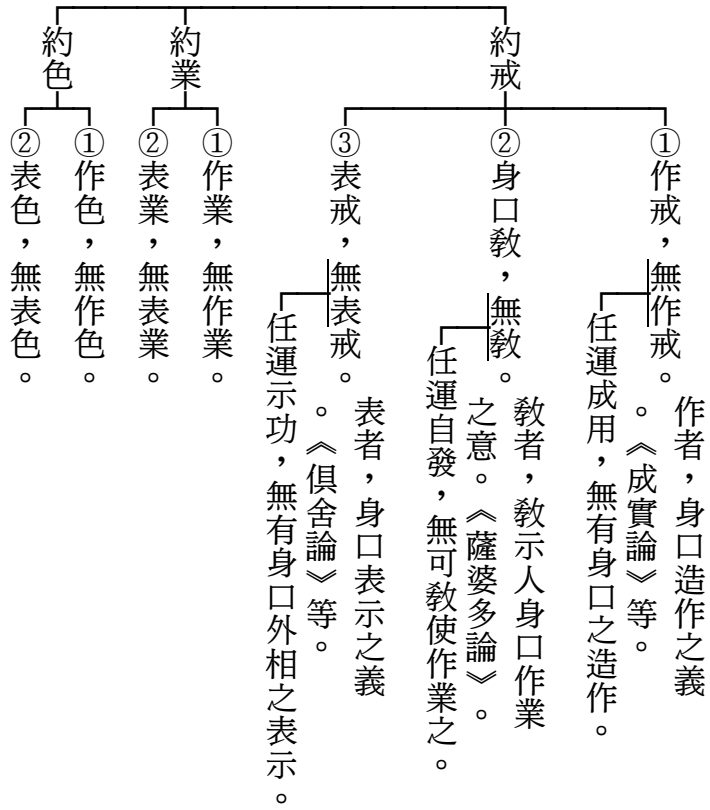 約戒
①作戒，無作戒。
作者，身口造作之義
。《成實論》等。
任運成用，無有身口之造作。
②身口教，無教。
教者，教示人身口作業
之意。《薩婆多論》。
任運自發，無可教使作業之。
③表戒，無表戒。
表者，身口表示之義
。《俱舍論》等。
任運示功，無有身口外相之表示。
約業
①作業，無作業。
②表業，無表業。
約色
①作色，無作色。
②表色，無表色。